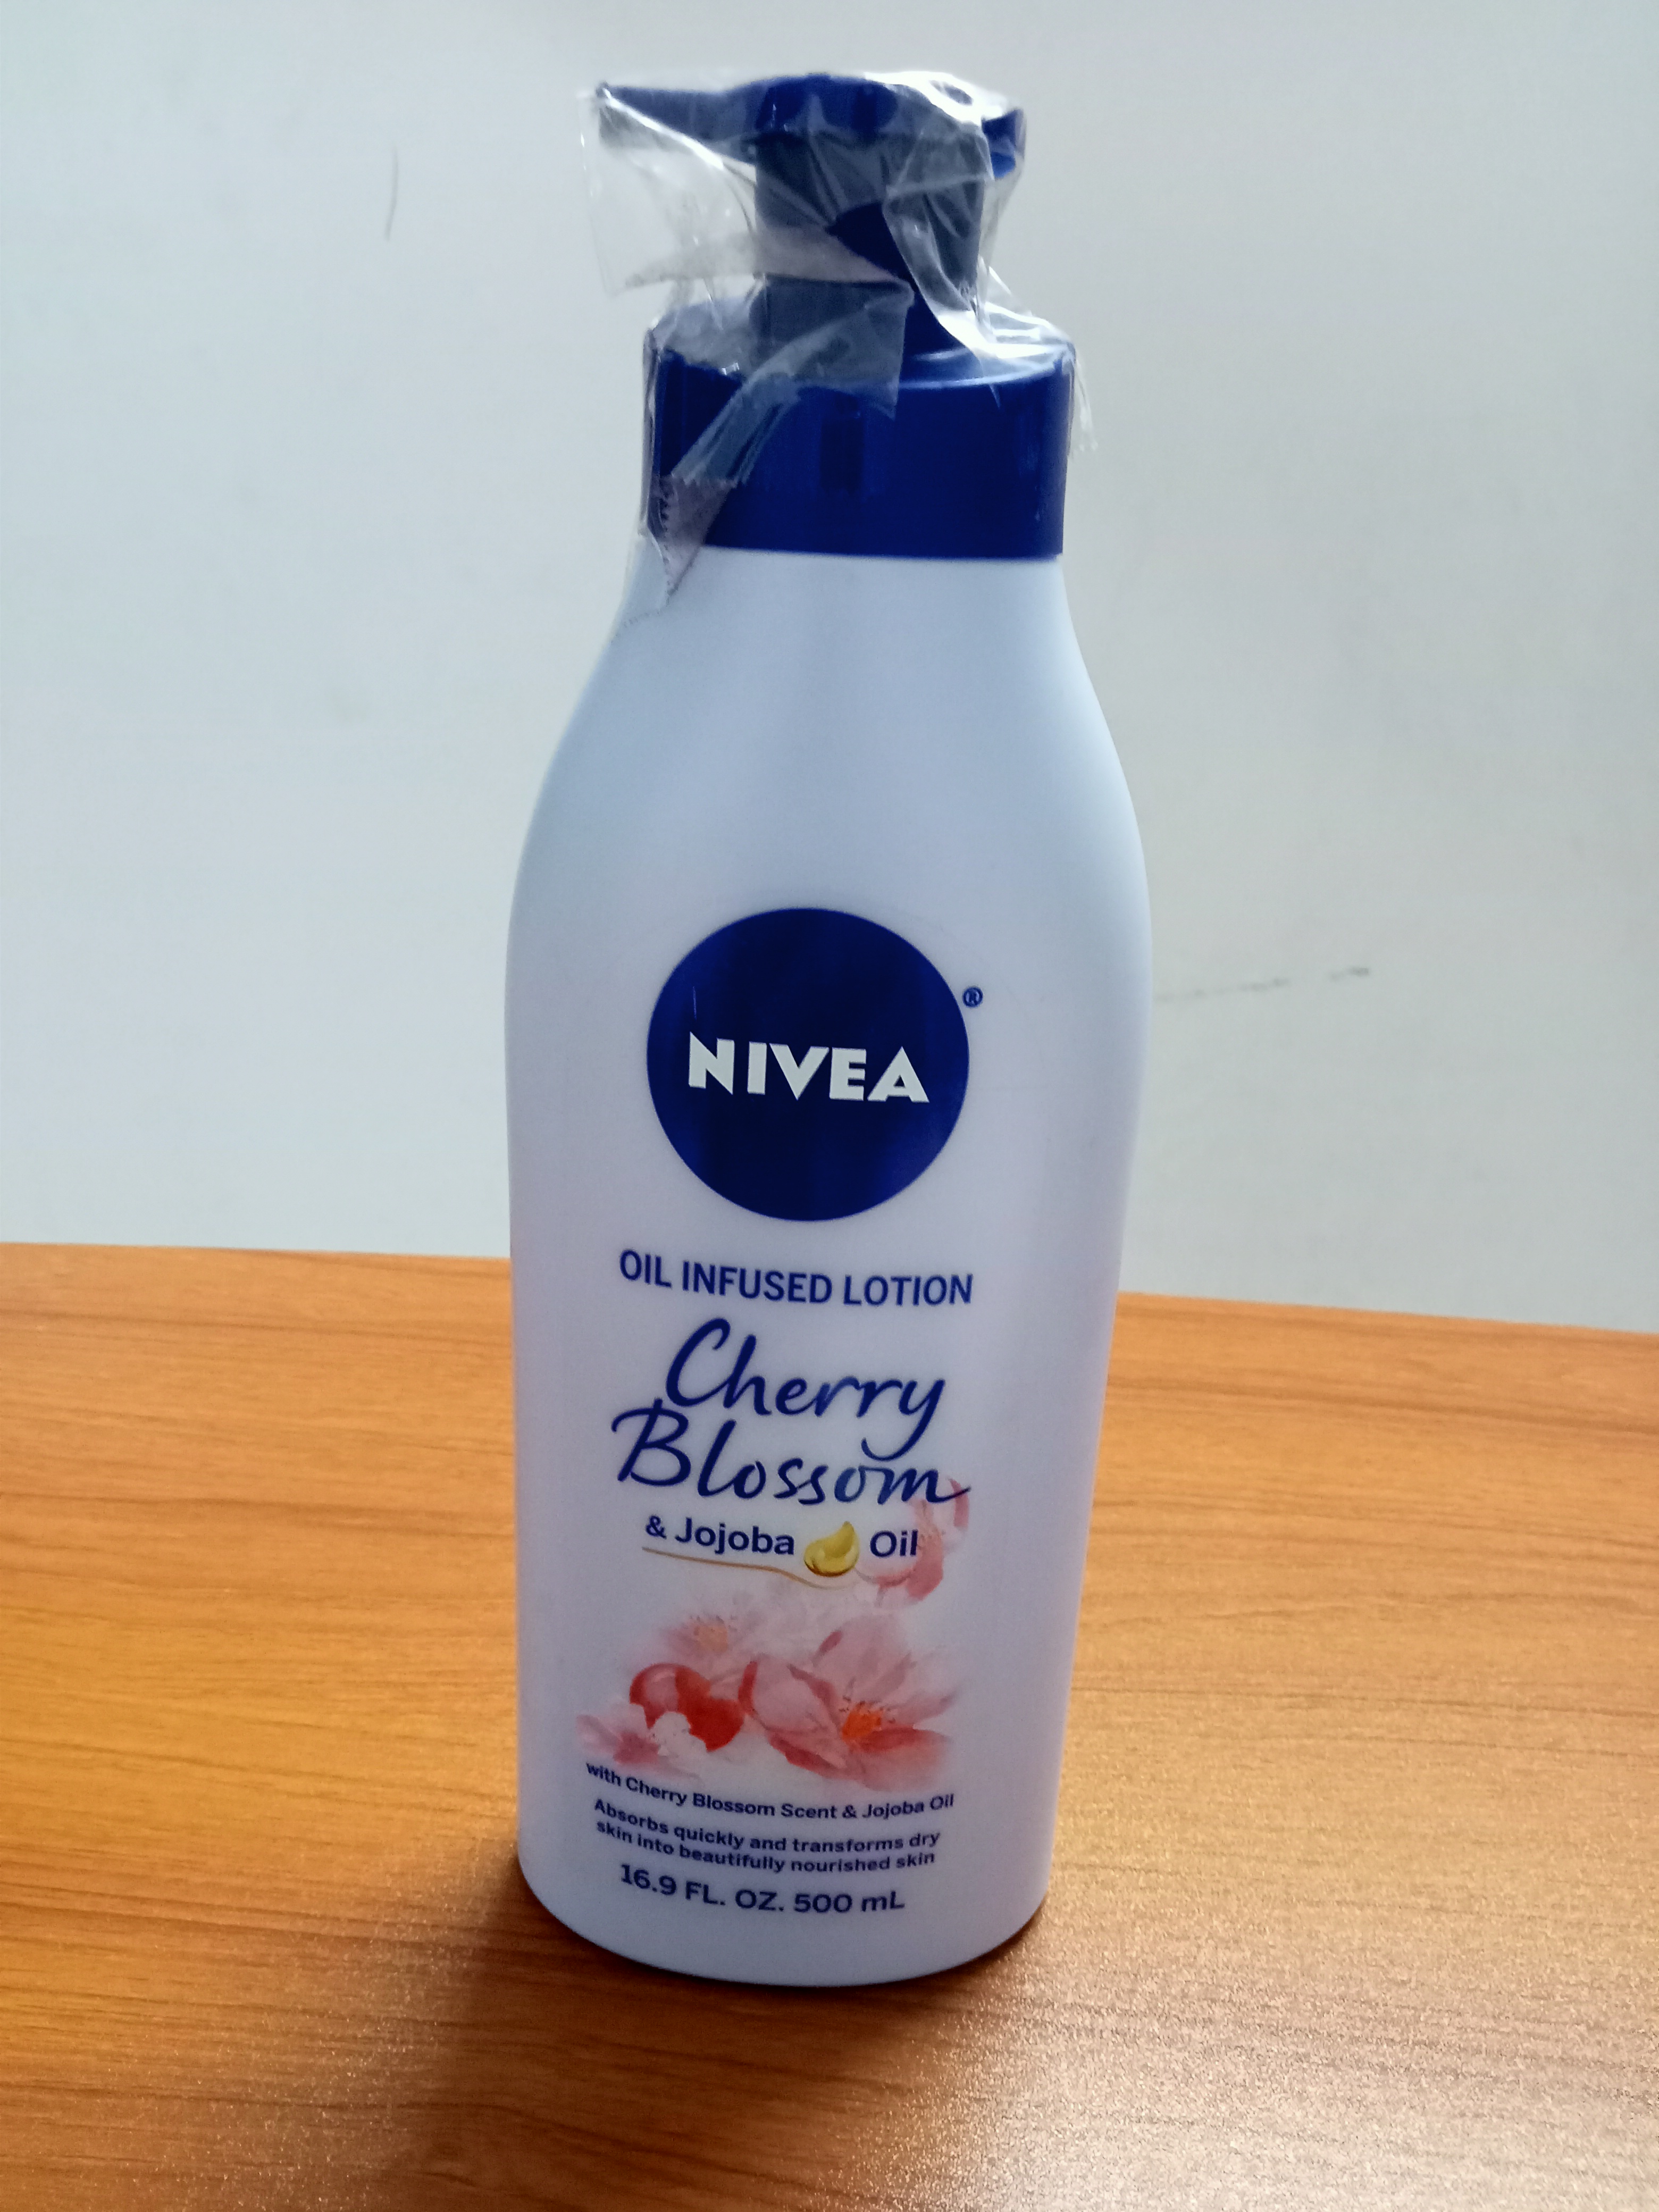 NIVEA
®
OIL INFUSED LOTION
Cherry
Blossom
& Jojoba Oil
with Cherry Blossom Scent & Jojoba Oil
Absorbs quickly and transforms dry
skin into beautifully nourished skin
16.9 FL. OZ. 500 mL